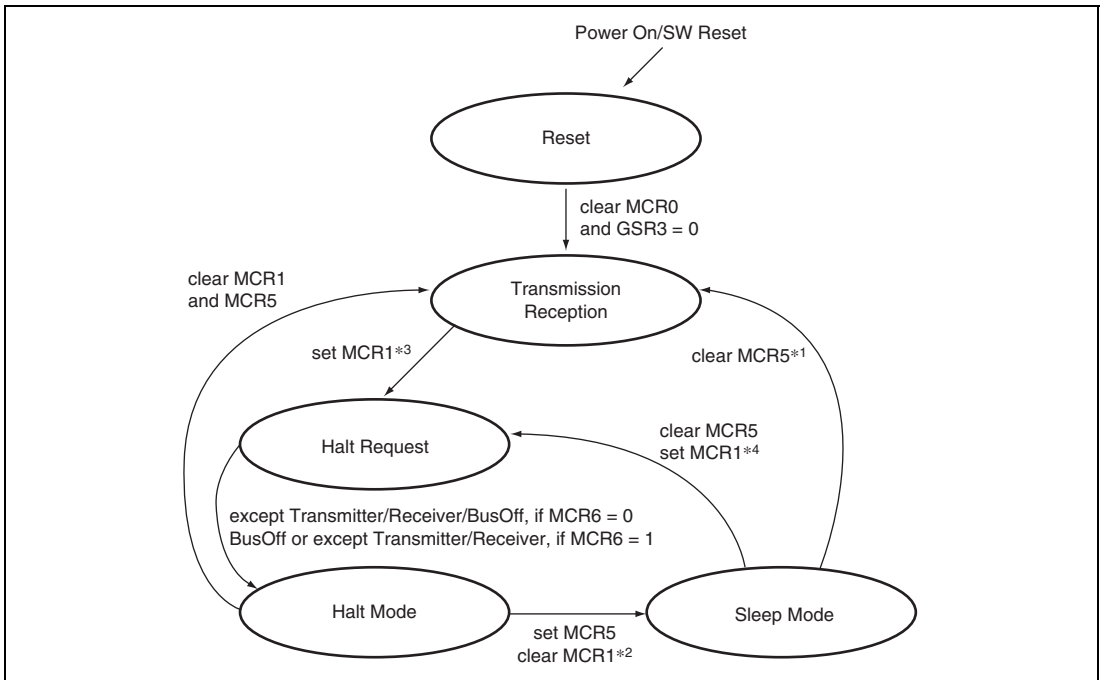 Power On/SW Reset
Reset
clear MCR0
and GSR3 = 0
clear MCR1
and MCR5
Transmission
Reception
set MCR1*3
clear MCR5*1
Halt Request
clear MCR5
set MCR1*4
except Transmitter/Receiver/BusOff, if MCR6 = 0
BusOff or except Transmitter/Receiver, if MCR6 = 1
Halt Mode
Sleep Mode
set MCR5
clear MCR1*2